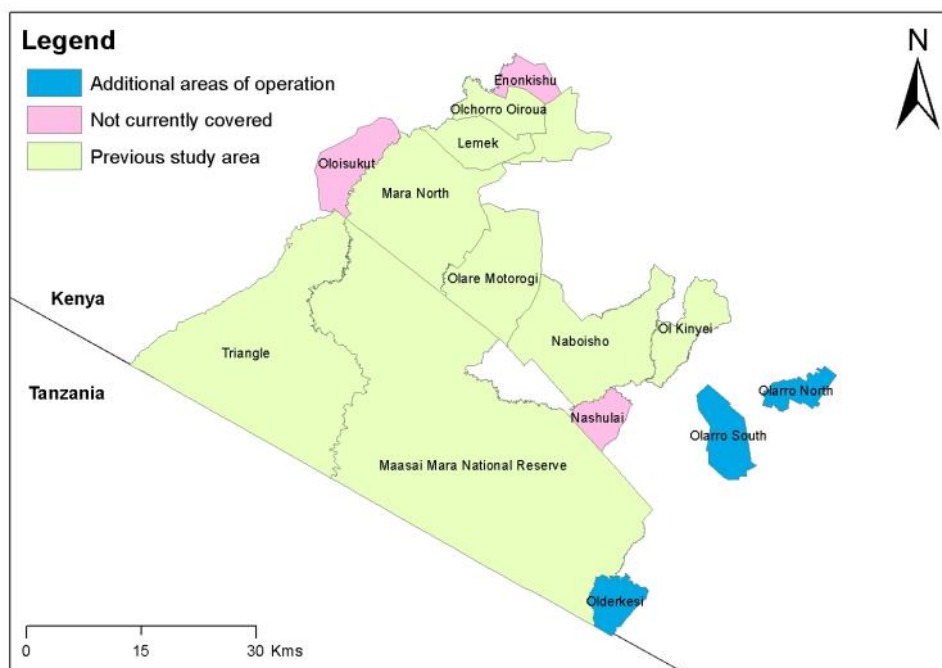 Legend
Additional areas of operation
Not currently covered
Previous study area
N
Enonkishu
Olchorro Oiroua
Lemek
Oloisukut
Mara North
Olare Motorogi
Kenya
Ol Kinyei
Naboisho
Triangle
Tanzania
Olarro North
Nashulai
Olarro South
Maasai Mara National Reserve
Olderkesi
0 15 30 Kms